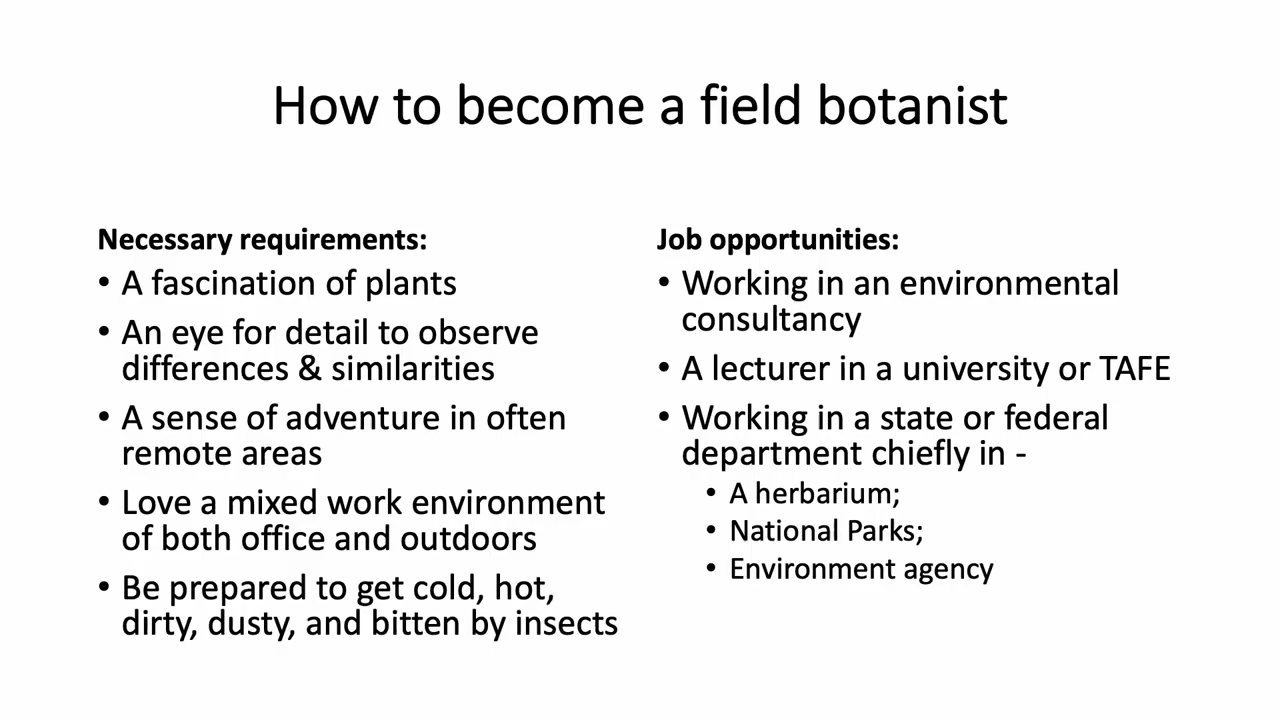 How to become a field botanist
Necessary requirements:
• A fascination of plants
• An eye for detail to observe
differences & similarities
• A sense of adventure in often
remote areas
• Love a mixed work environment
of both office and outdoors
• Be prepared to get cold, hot,
dirty, dusty, and bitten by insects
Job opportunities:
• Working in an environmental
consultancy
• A lecturer in a university or TAFE
• Working in a state or federal
department chiefly in -
• A herbarium;
• National Parks;
• Environment agency